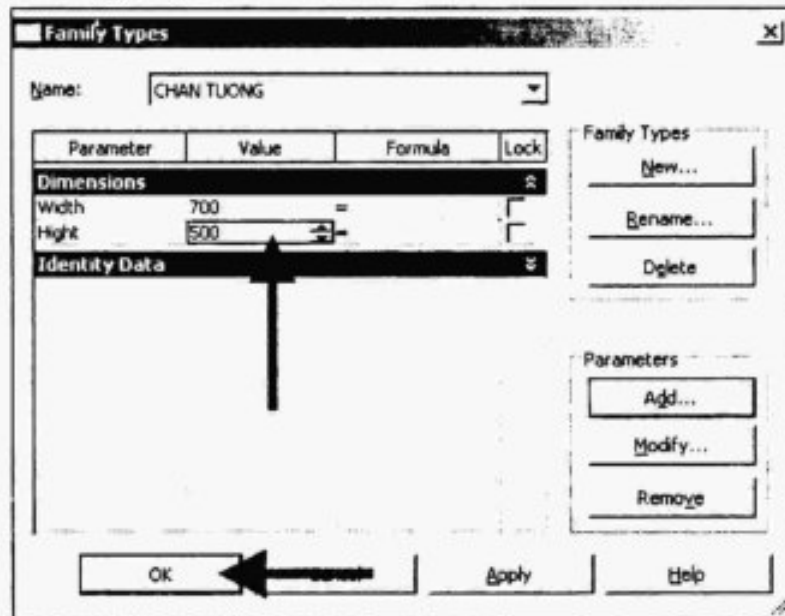 Family Types
Name: CHAN TUONG
Parameter Value Formula Lock
Dimensions
Width 700 =
Hight 500 =
Identity Data
Family Types
New...
Rename...
Delete
Parameters
Add...
Modify...
Remove
OK Apply Help